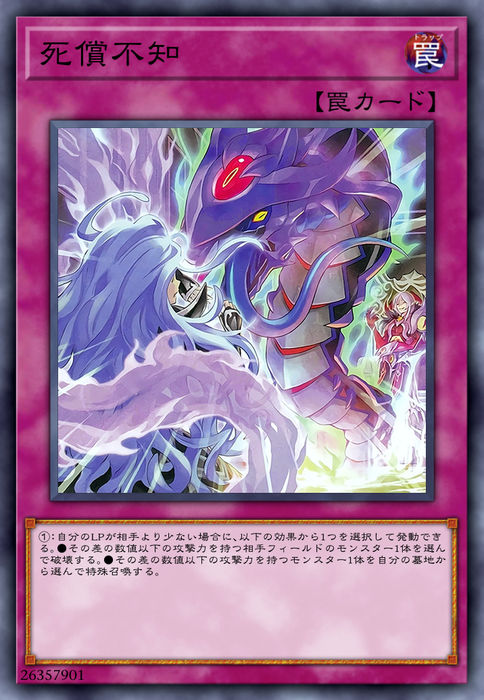 死償不知
トラップ
罠
【罠カード】
①：自分のLPが相手より少ない場合に、以下の効果から1つを選択して発動でき
る。●その差の数値以下の攻撃力を持つ相手フィールドのモンスター1体を選ん
で破壊する。●その差の数値以下の攻撃力を持つモンスター1体を自分の墓地か
ら選んで特殊召喚する。
26357901